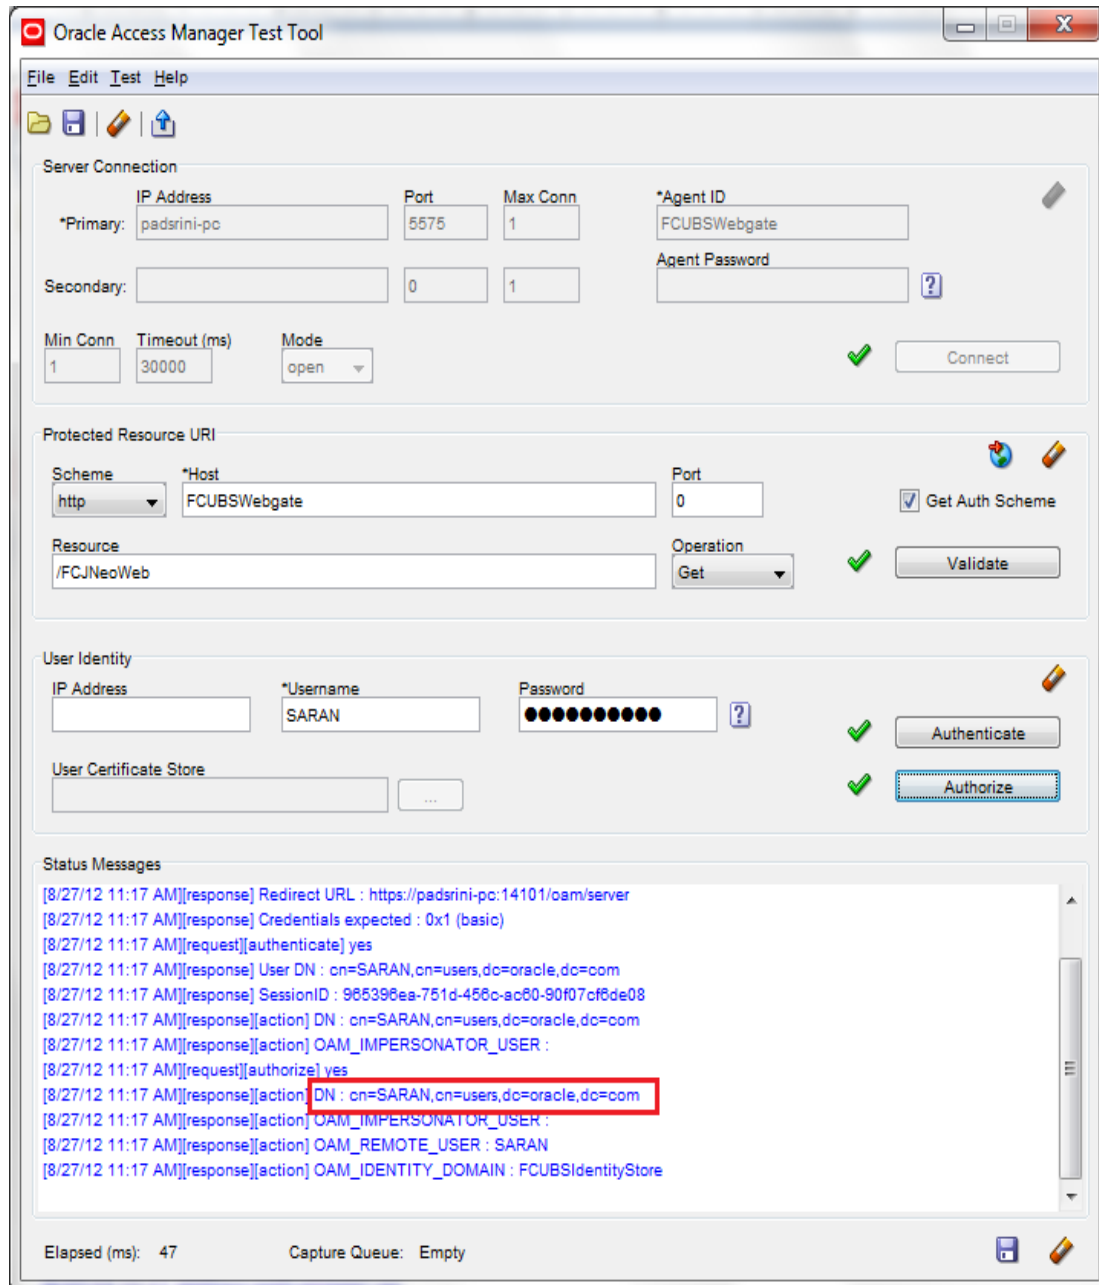 Oracle Access Manager Test Tool
File Edit Test Help
Server Connection
IP Address Port Max Conn *Agent ID
*Primary: padsrini-pc 5575 1 FCUBSWebgate
Agent Password
Secondary: 0 1
Min Conn Timeout (ms) Mode
1 30000 open Connect
Protected Resource URI
Scheme *Host Port
http FCUBSWebgate 0 Get Auth Scheme
Resource Operation
/FCJNeoWeb Get Validate
User Identity
IP Address *Username Password
SARAN ●●●●●●●●●●
Authenticate
User Certificate Store
... Authorize
Status Messages
[8/27/12 11:17 AM][response] Redirect URL : https://padsrini-pc:14101/oam/server
[8/27/12 11:17 AM][response] Credentials expected : 0x1 (basic)
[8/27/12 11:17 AM][request][authenticate] yes
[8/27/12 11:17 AM][response] User DN : cn=SARAN,cn=users,dc=oracle,dc=com
[8/27/12 11:17 AM][response] SessionID : 965396ea-751d-456c-ac60-90f07cf6de08
[8/27/12 11:17 AM][response][action] DN : cn=SARAN,cn=users,dc=oracle,dc=com
[8/27/12 11:17 AM][response][action] OAM_IMPERSONATOR_USER :
[8/27/12 11:17 AM][request][authorize] yes
[8/27/12 11:17 AM][response][action] DN : cn=SARAN,cn=users,dc=oracle,dc=com
[8/27/12 11:17 AM][response][action] OAM_IMPERSONATOR_USER :
[8/27/12 11:17 AM][response][action] OAM_REMOTE_USER : SARAN
[8/27/12 11:17 AM][response][action] OAM_IDENTITY_DOMAIN : FCUBSIdentityStore
Elapsed (ms): 47 Capture Queue: Empty